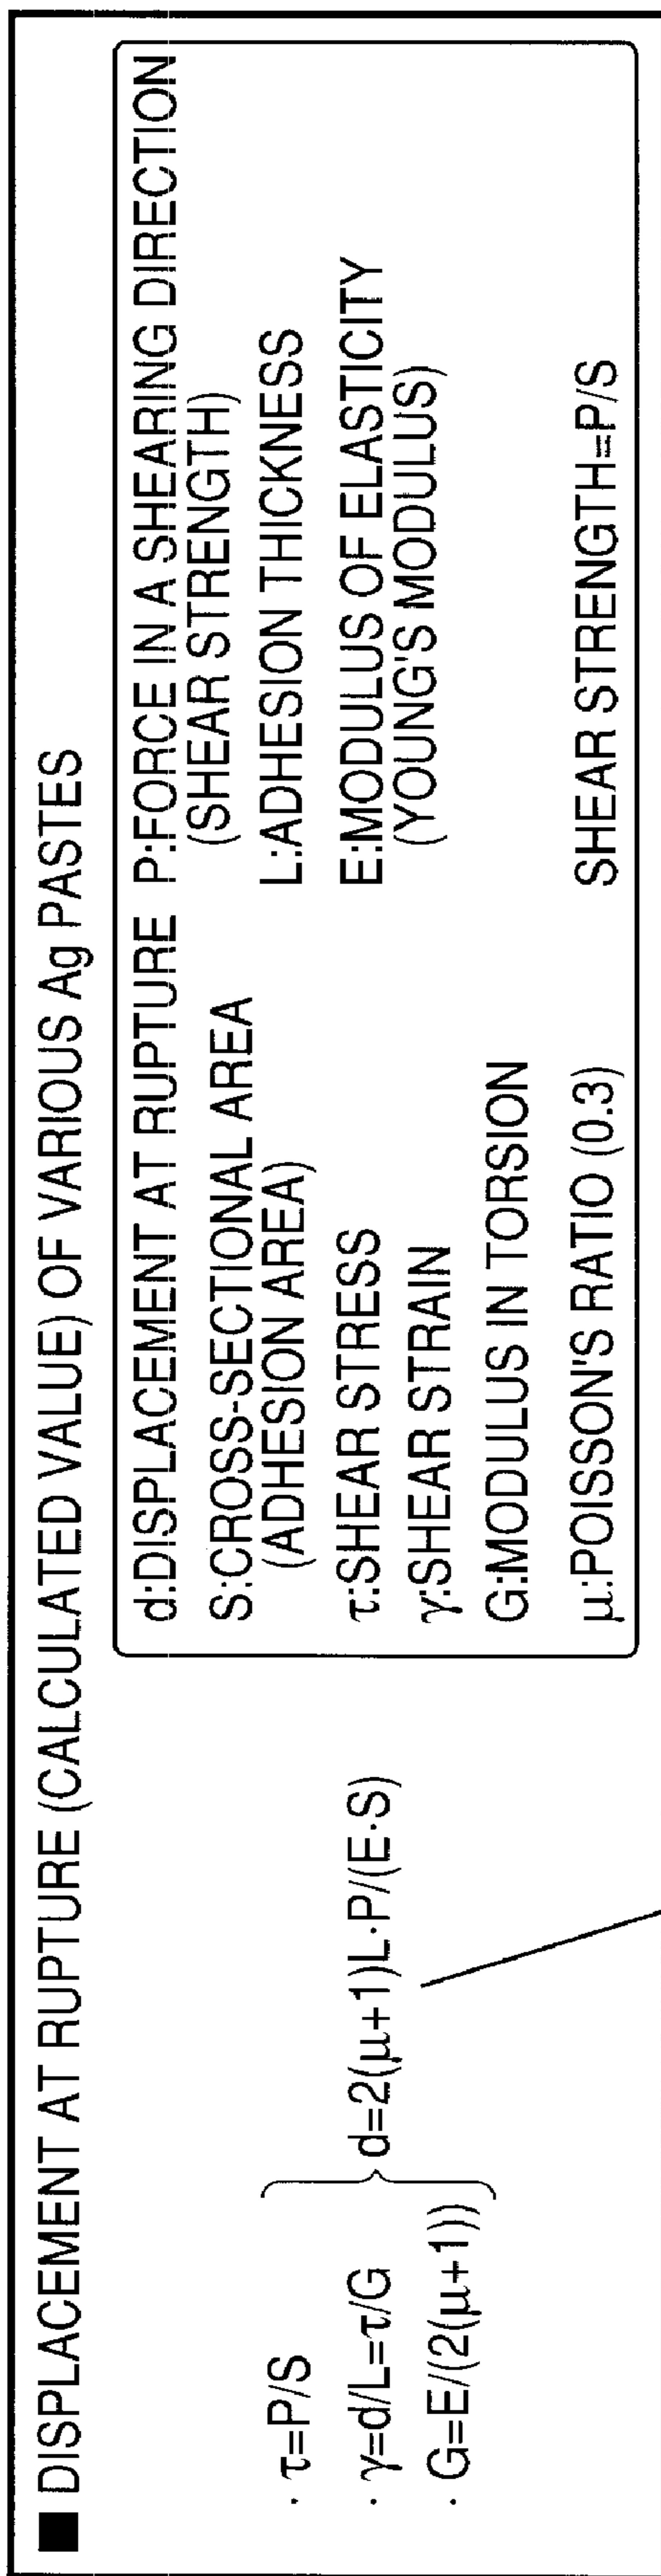 ■ DISPLACEMENT AT RUPTURE (CALCULATED VALUE) OF VARIOUS Ag PASTES
· τ=P/S
· γ=d/L=τ/G
· G=E/(2(μ+1))
d=2(μ+1)L·P/(E·S)
d:DISPLACEMENT AT RUPTURE
S:CROSS-SECTIONAL AREA
(ADHESION AREA)
τ:SHEAR STRESS
γ:SHEAR STRAIN
G:MODULUS IN TORSION
μ:POISSON'S RATIO (0.3)
P:FORCE IN A SHEARING DIRECTION
(SHEAR STRENGTH)
L:ADHESION THICKNESS
E:MODULUS OF ELASTICITY
(YOUNG'S MODULUS)
SHEAR STRENGTH=P/S